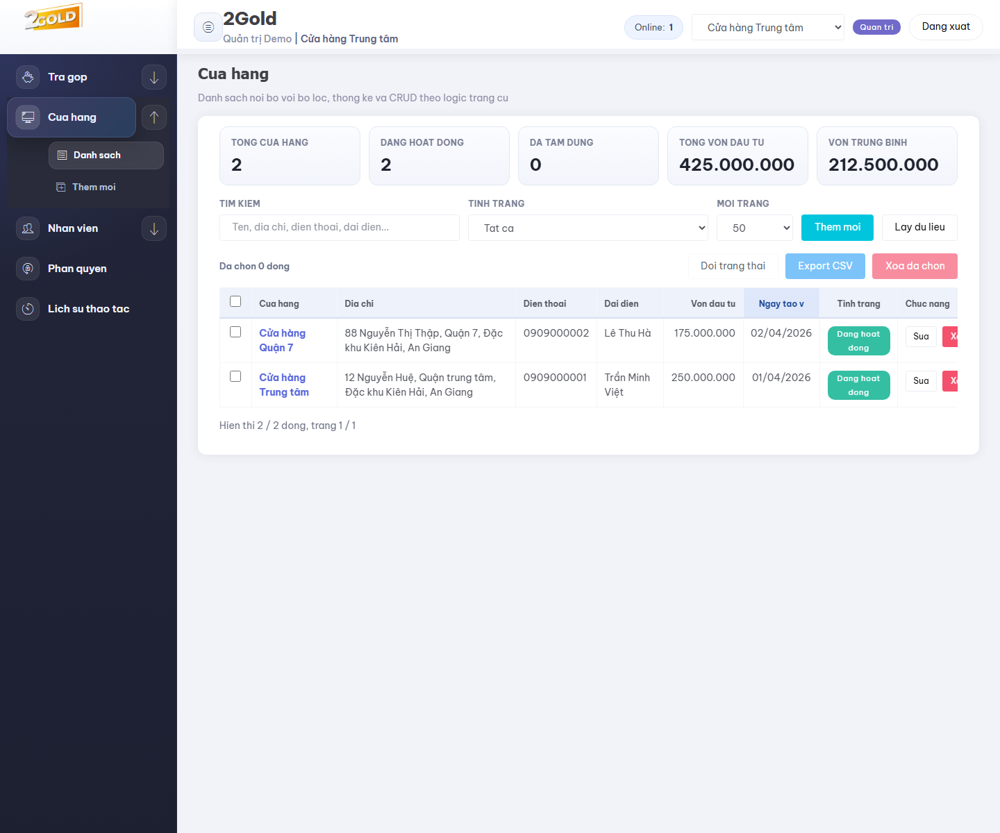 2GOLD
2Gold
Quản trị Demo | Cửa hàng Trung tâm
Online: 1
Cửa hàng Trung tâm
Quan tri
Dang xuat
Tra gop
Cua hang
Danh sach
Them moi
Nhan vien
Phan quyen
Lich su thao tac
Cua hang
Danh sach noi bo voi bo loc, thong ke va CRUD theo logic trang cu
TONG CUA HANG
2
DANG HOAT DONG
2
DA TAM DUNG
0
TONG VON DAU TU
425.000.000
VON TRUNG BINH
212.500.000
TIM KIEM
Ten, dia chi, dien thoai, dai dien...
TINH TRANG
Tat ca
MOI TRANG
50
Them moi
Lay du lieu
Da chon 0 dong
Doi trang thai
Export CSV
Xoa da chon
Cua hang Dia chi Dien thoai Dai dien Von dau tu Ngay tao v Tinh trang Chuc nang
Cửa hàng Quận 7
88 Nguyễn Thị Thập, Quận 7, Đặc khu Kiên Hải, An Giang
0909000002
Lê Thu Hà
175.000.000
02/04/2026
Dang hoat dong
Sua
Cửa hàng Trung tâm
12 Nguyễn Huệ, Quận trung tâm, Đặc khu Kiên Hải, An Giang
0909000001
Trần Minh Việt
250.000.000
01/04/2026
Dang hoat dong
Sua
Hien thi 2 / 2 dong, trang 1 / 1